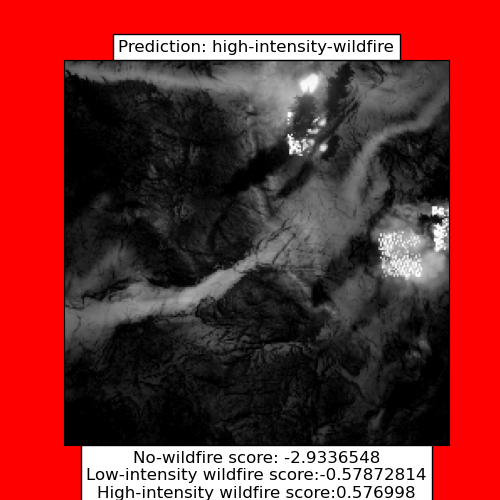 Prediction: high-intensity-wildfire
No-wildfire score: -2.9336548
Low-intensity wildfire score:-0.57872814
High-intensity wildfire score:0.576998